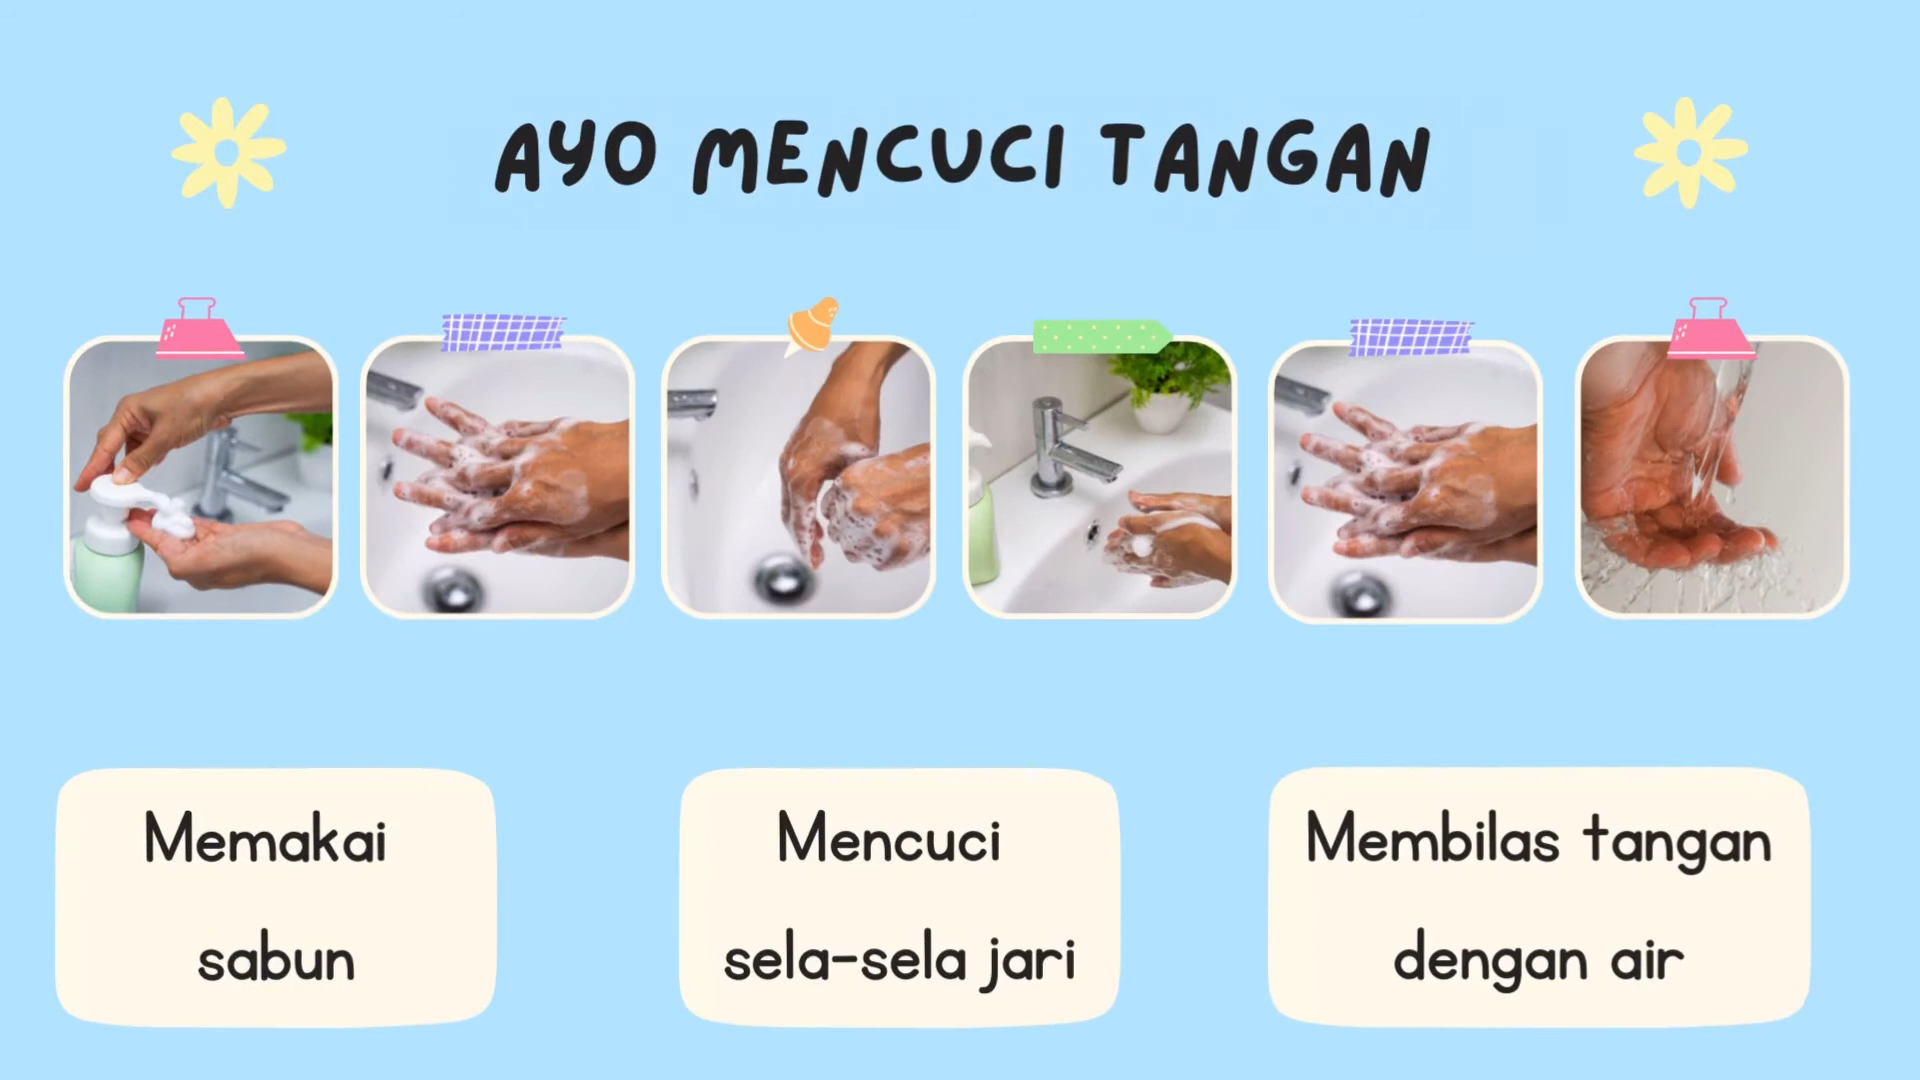 AYO MENCUCI TANGAN
Memakai
sabun
Mencuci
sela-sela jari
Membilas tangan
dengan air